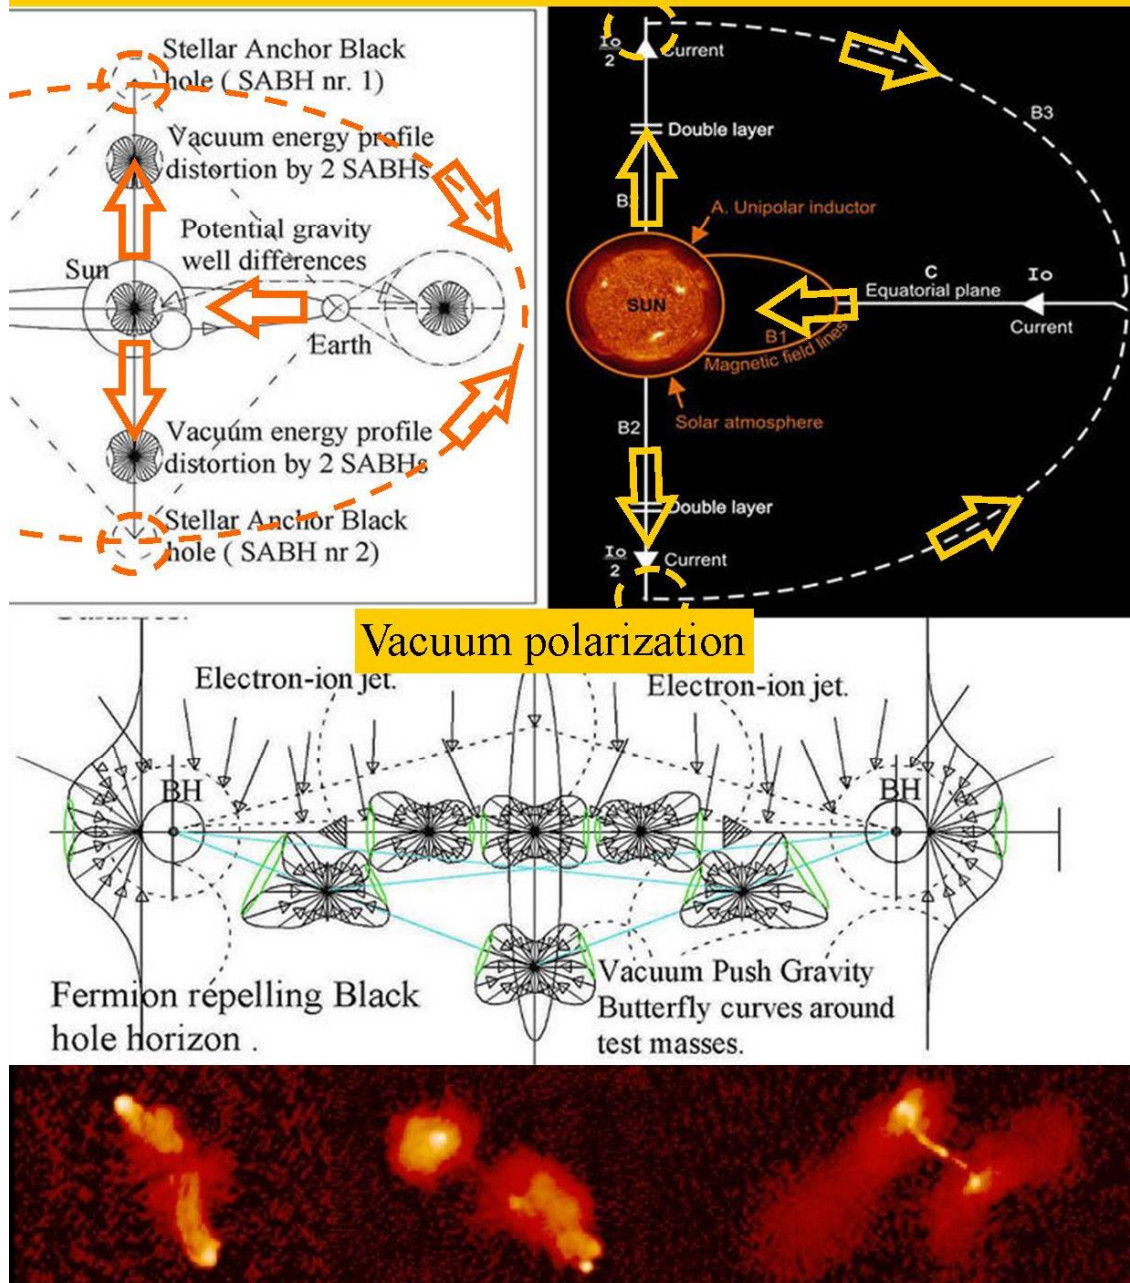 Stellar Anchor Black
hole ( SABH nr. 1)
Vacuum energy profile
distortion by 2 SABHs
Potential gravity
well differences
Sun
Earth
Vacuum energy profile
distortion by 2 SABHs
Stellar Anchor Black
hole ( SABH nr 2)
Io
2
Current
Double layer
B3
A. Unipolar inductor
SUN
C
Equatorial plane
Io
Current
B1
Magnetic field lines
Solar atmosphere
B2
Double layer
Io
2
Current
Vacuum polarization
Electron-ion jet.
Electron-ion jet.
BH
BH
Fermion repelling Black
hole horizon .
Vacuum Push Gravity
Butterfly curves around
test masses.